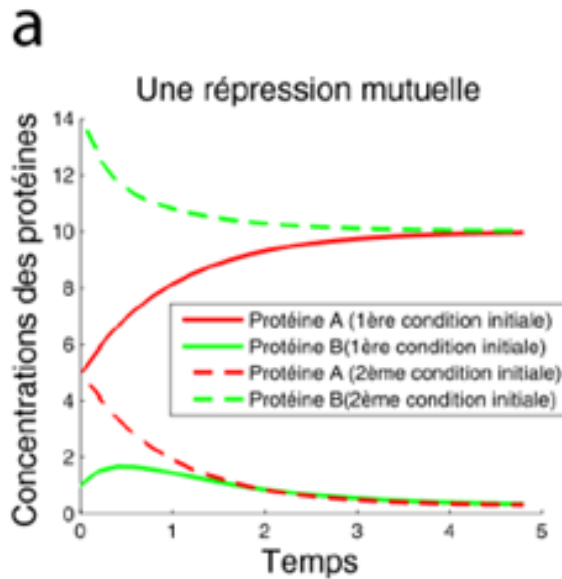 a
Une répression mutuelle
Concentrations des protéines
14
12
10
8
6
4
2
0
Protéine A (1ère condition initiale)
Protéine B(1ère condition initiale)
Protéine A (2ème condition initiale)
Protéine B(2ème condition initiale)
0 1 2 3 4 5
Temps